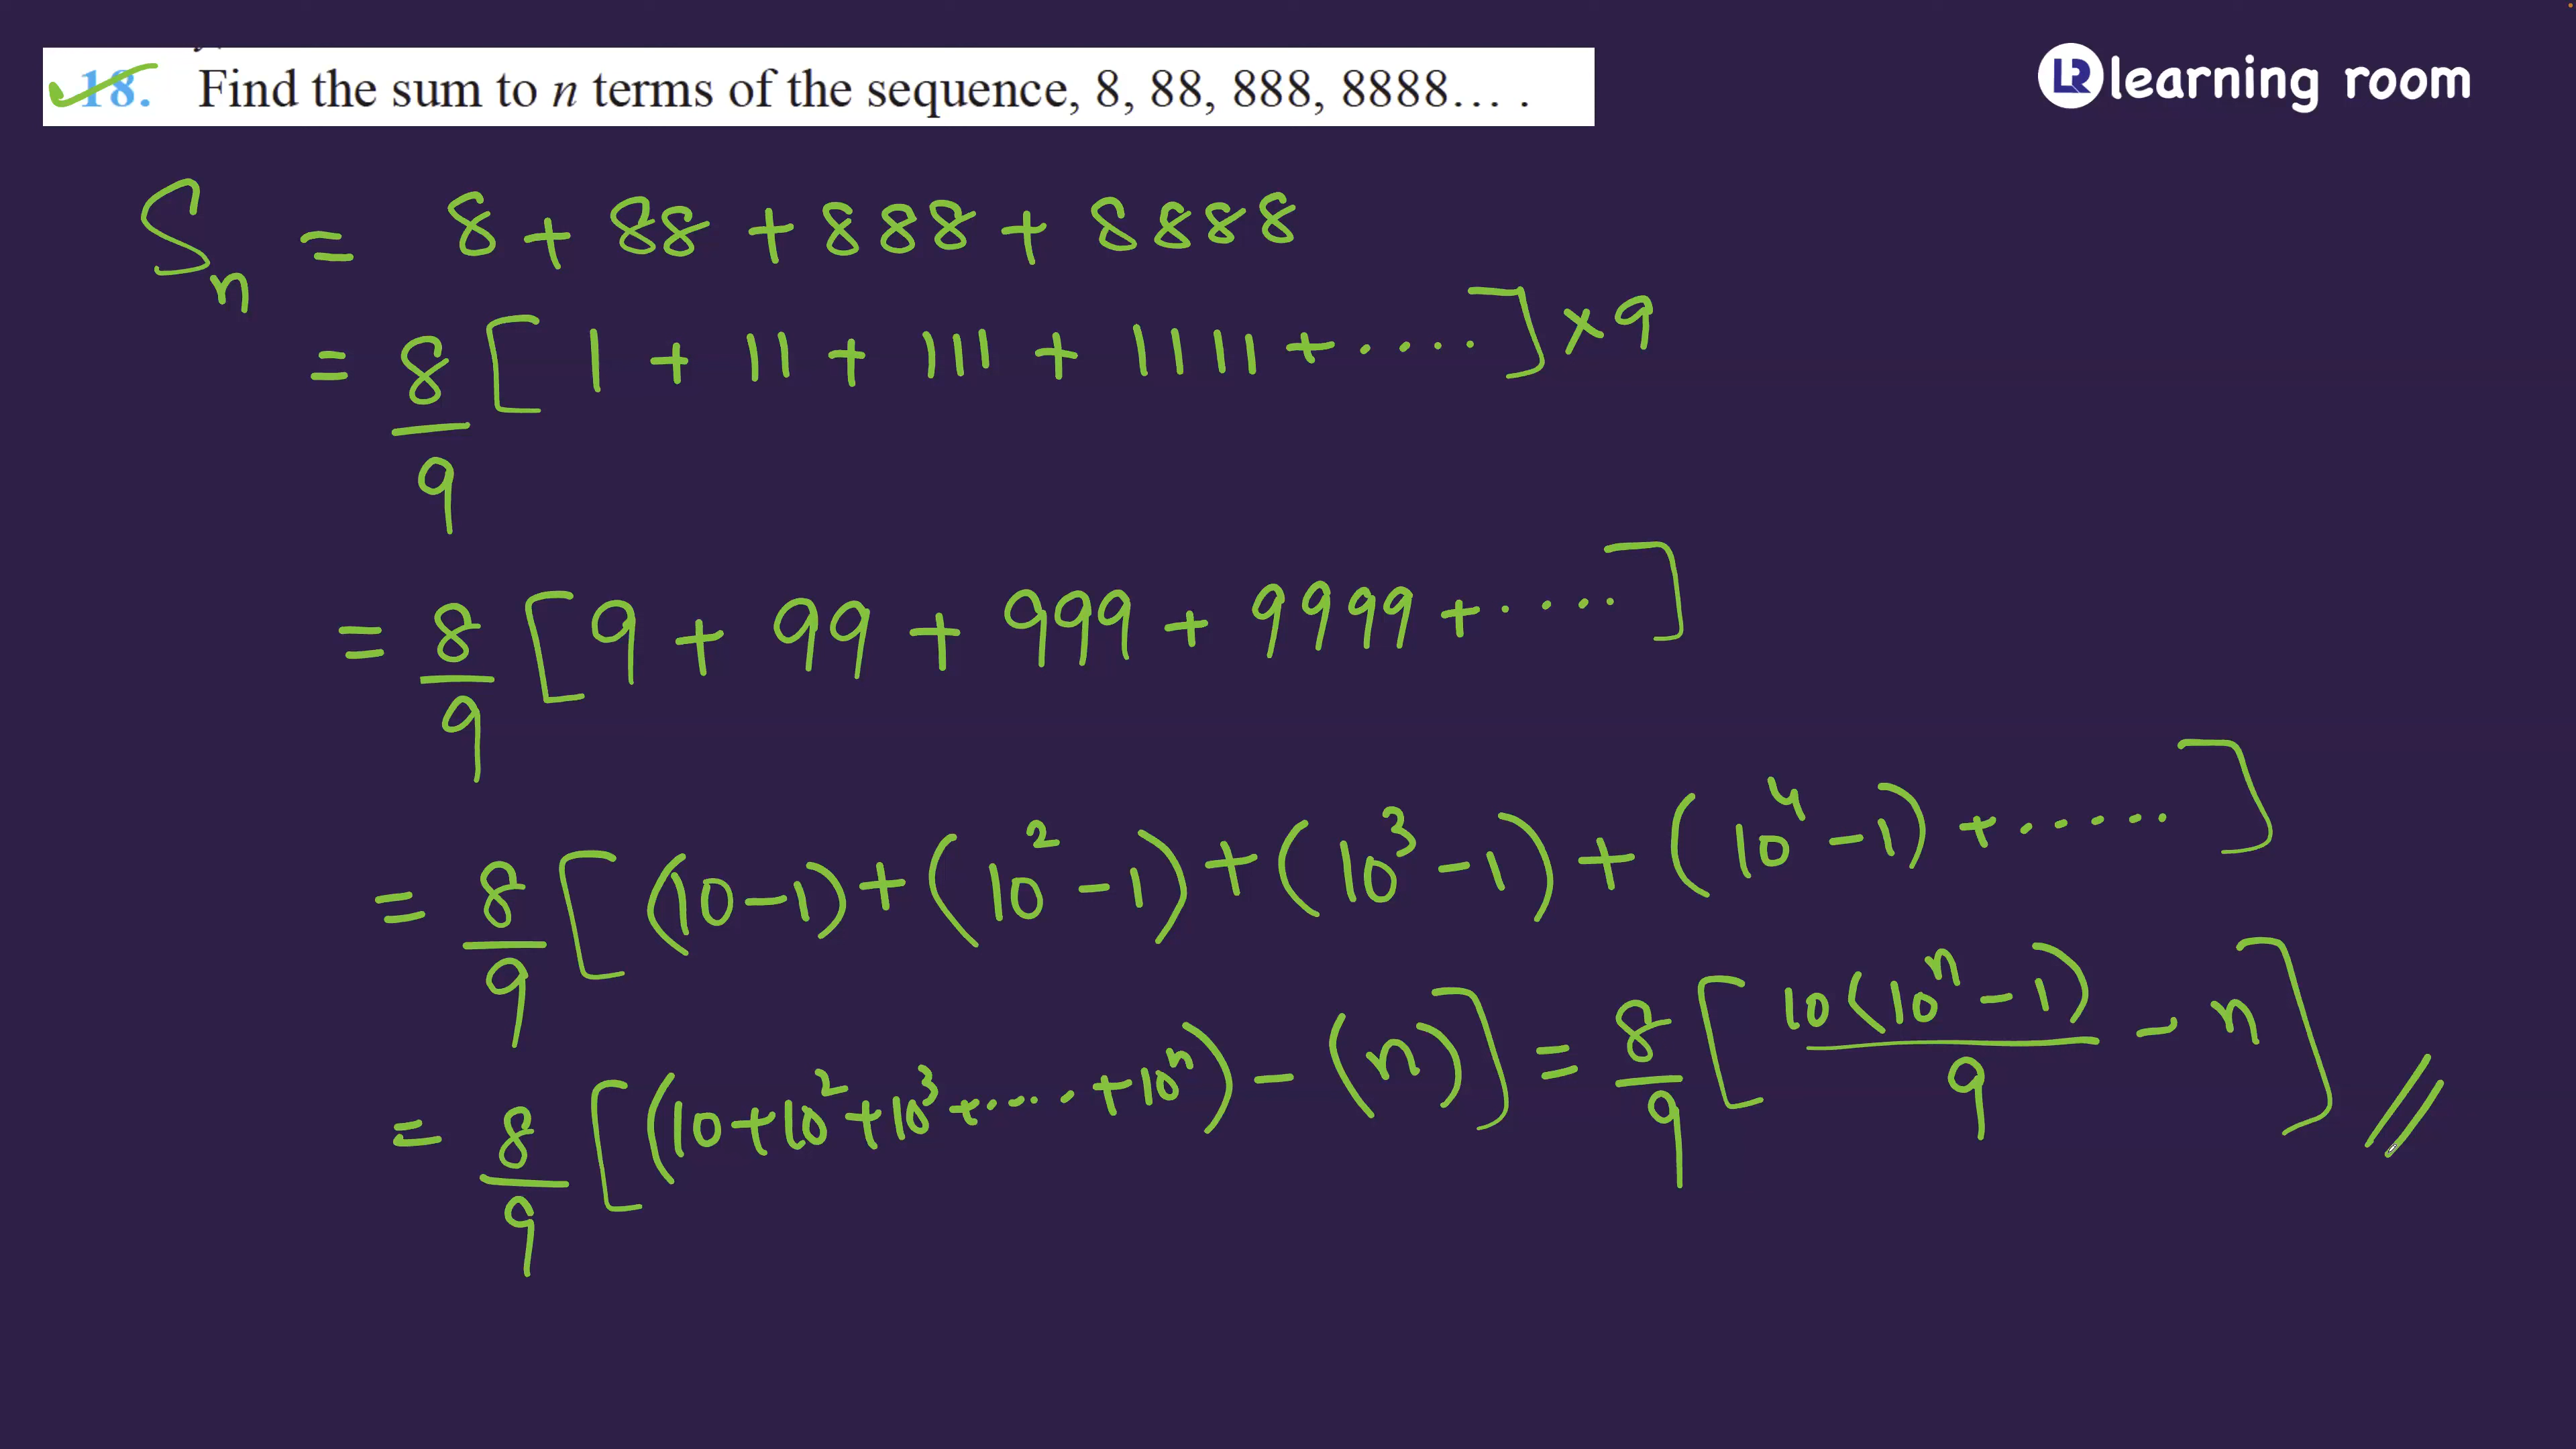 18. Find the sum to n terms of the sequence, 8, 88, 888, 8888... .
LR learning room
Sn = 8 + 88 + 888 + 8888
= 8/9 [ 1 + 11 + 111 + 1111 + ..... ] × 9
= 8/9 [ 9 + 99 + 999 + 9999 + ..... ]
= 8/9 [ (10 - 1) + (10² - 1) + (10³ - 1) + (10⁴ - 1) + ...... ]
= 8/9 [ (10 + 10² + 10³ + ..... + 10ⁿ) - (n) ] = 8/9 [ 10(10ⁿ - 1)/9 - n ] //